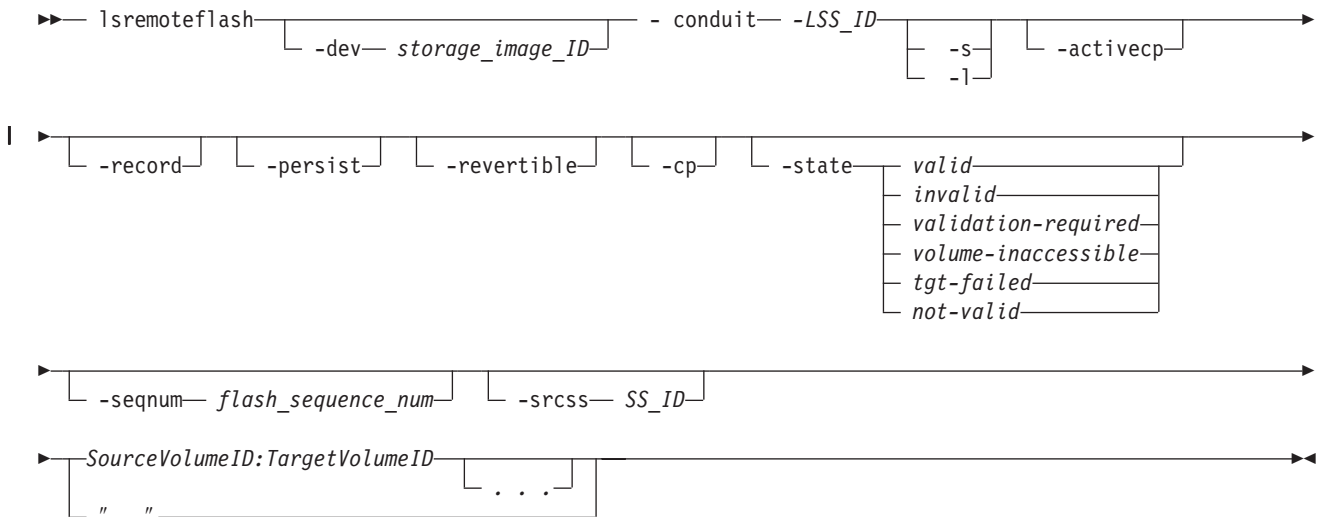 lsremoteflash -dev storage_image_ID - conduit -LSS_ID -s -l -activecp
-record -persist -revertible -cp -state valid
invalid
validation-required
volume-inaccessible
tgt-failed
not-valid
-seqnum flash_sequence_num -srcss SS_ID
SourceVolumeID:TargetVolumeID . . .
" "